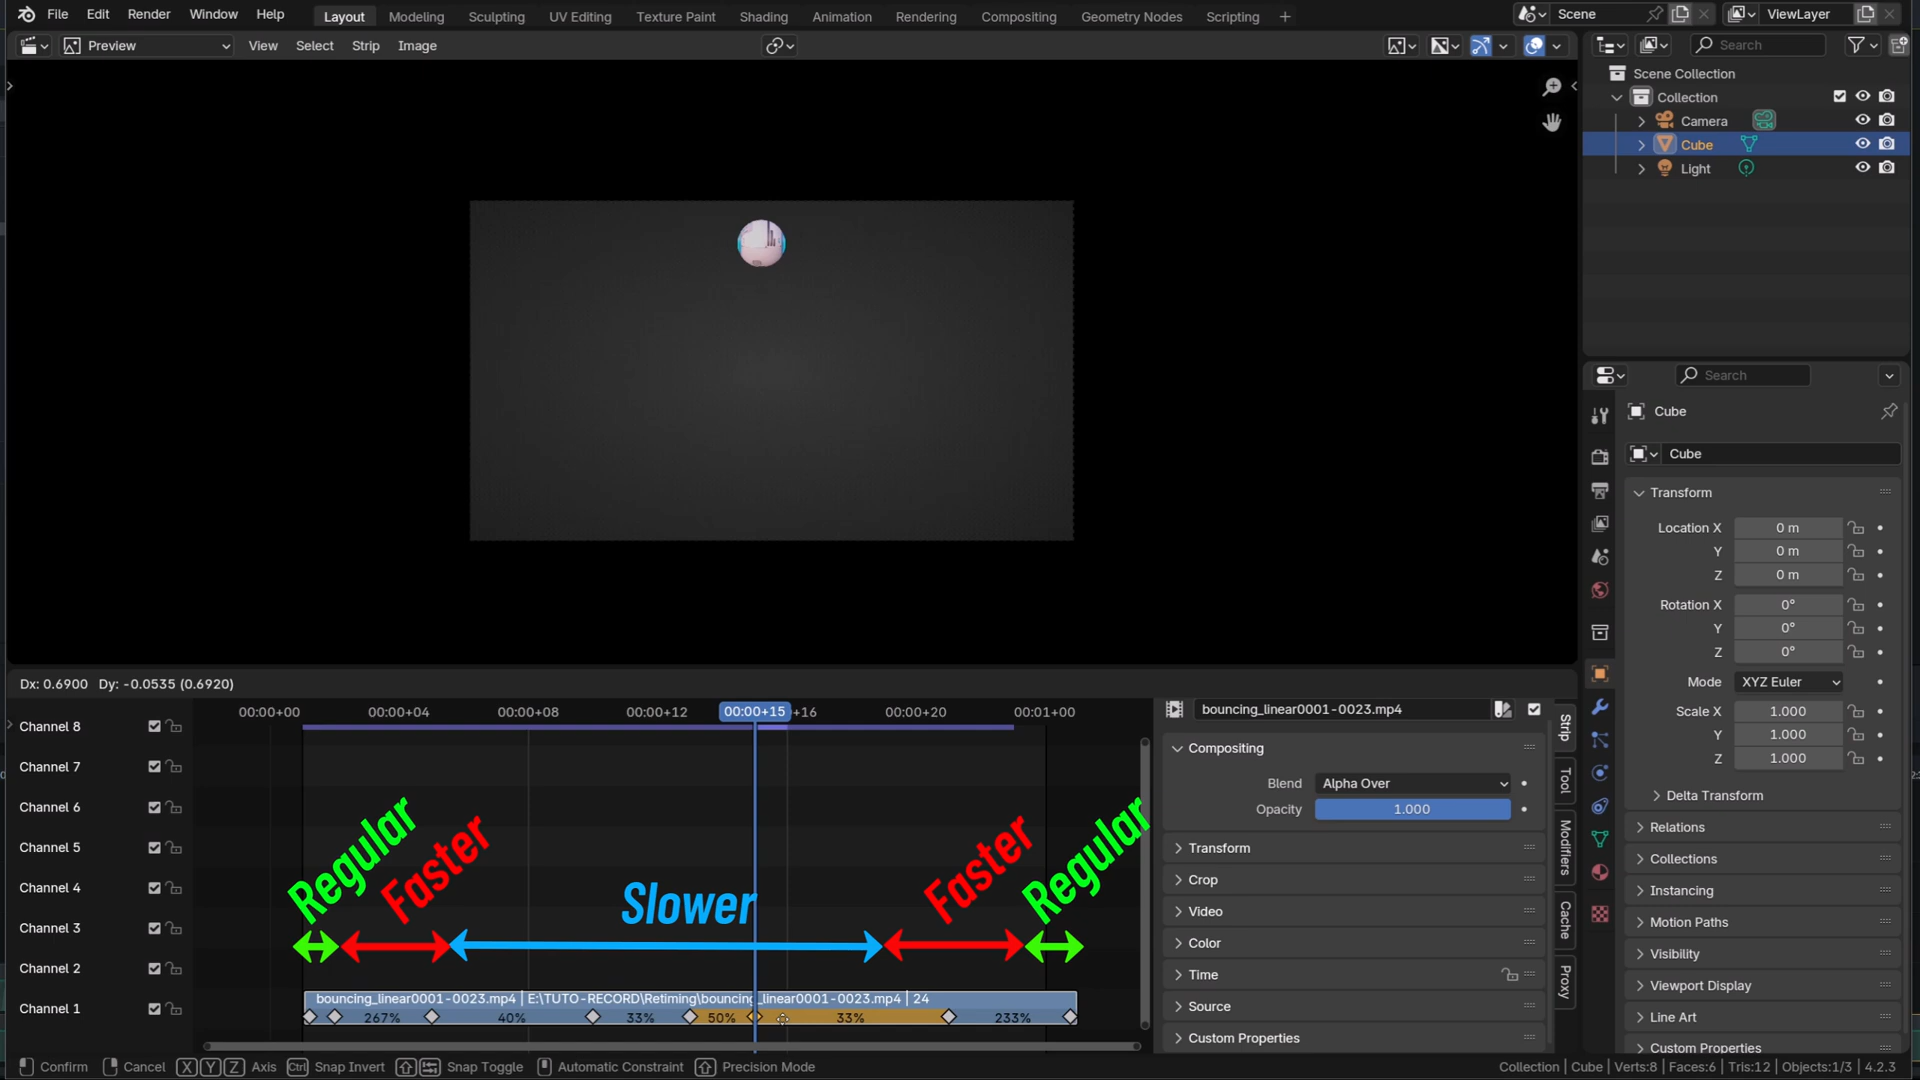 File Edit Render Window Help Layout Modeling Sculpting UV Editing Texture Paint Shading Animation Rendering Compositing Geometry Nodes Scripting + Scene ViewLayer
Preview View Select Strip Image Search
Scene Collection
Collection
Camera
Cube
Light
Search
Cube
Cube
Transform
Location X 0 m
Y 0 m
Z 0 m
Rotation X 0°
Y 0°
Z 0°
Mode XYZ Euler
Scale X 1.000
Y 1.000
Z 1.000
Delta Transform
Relations
Collections
Instancing
Motion Paths
Visibility
Viewport Display
Line Art
Custom Properties
Dx: 0.6900 Dy: -0.0535 (0.6920)
00:00+00 00:00+04 00:00+08 00:00+12 00:00+15 +16 00:00+20 00:01+00
Channel 8
Channel 7
Channel 6
Channel 5
Channel 4
Channel 3
Channel 2
Channel 1
Regular Faster Slower Faster Regular
bouncing_linear0001-0023.mp4 | E:\TUTO-RECORD\Retiming\bouncing_linear0001-0023.mp4 | 24
267% 40% 33% 50% 33% 233%
bouncing_linear0001-0023.mp4
Compositing
Blend Alpha Over
Opacity 1.000
Transform
Crop
Video
Color
Time
Source
Custom Properties
Strip
Tool
Modifiers
Cache
Proxy
Confirm Cancel X Y Z Axis Ctrl Snap Invert Snap Toggle Automatic Constraint Precision Mode Collection | Cube | Verts:8 | Faces:6 | Tris:12 | Objects:1/3 | 4.2.3